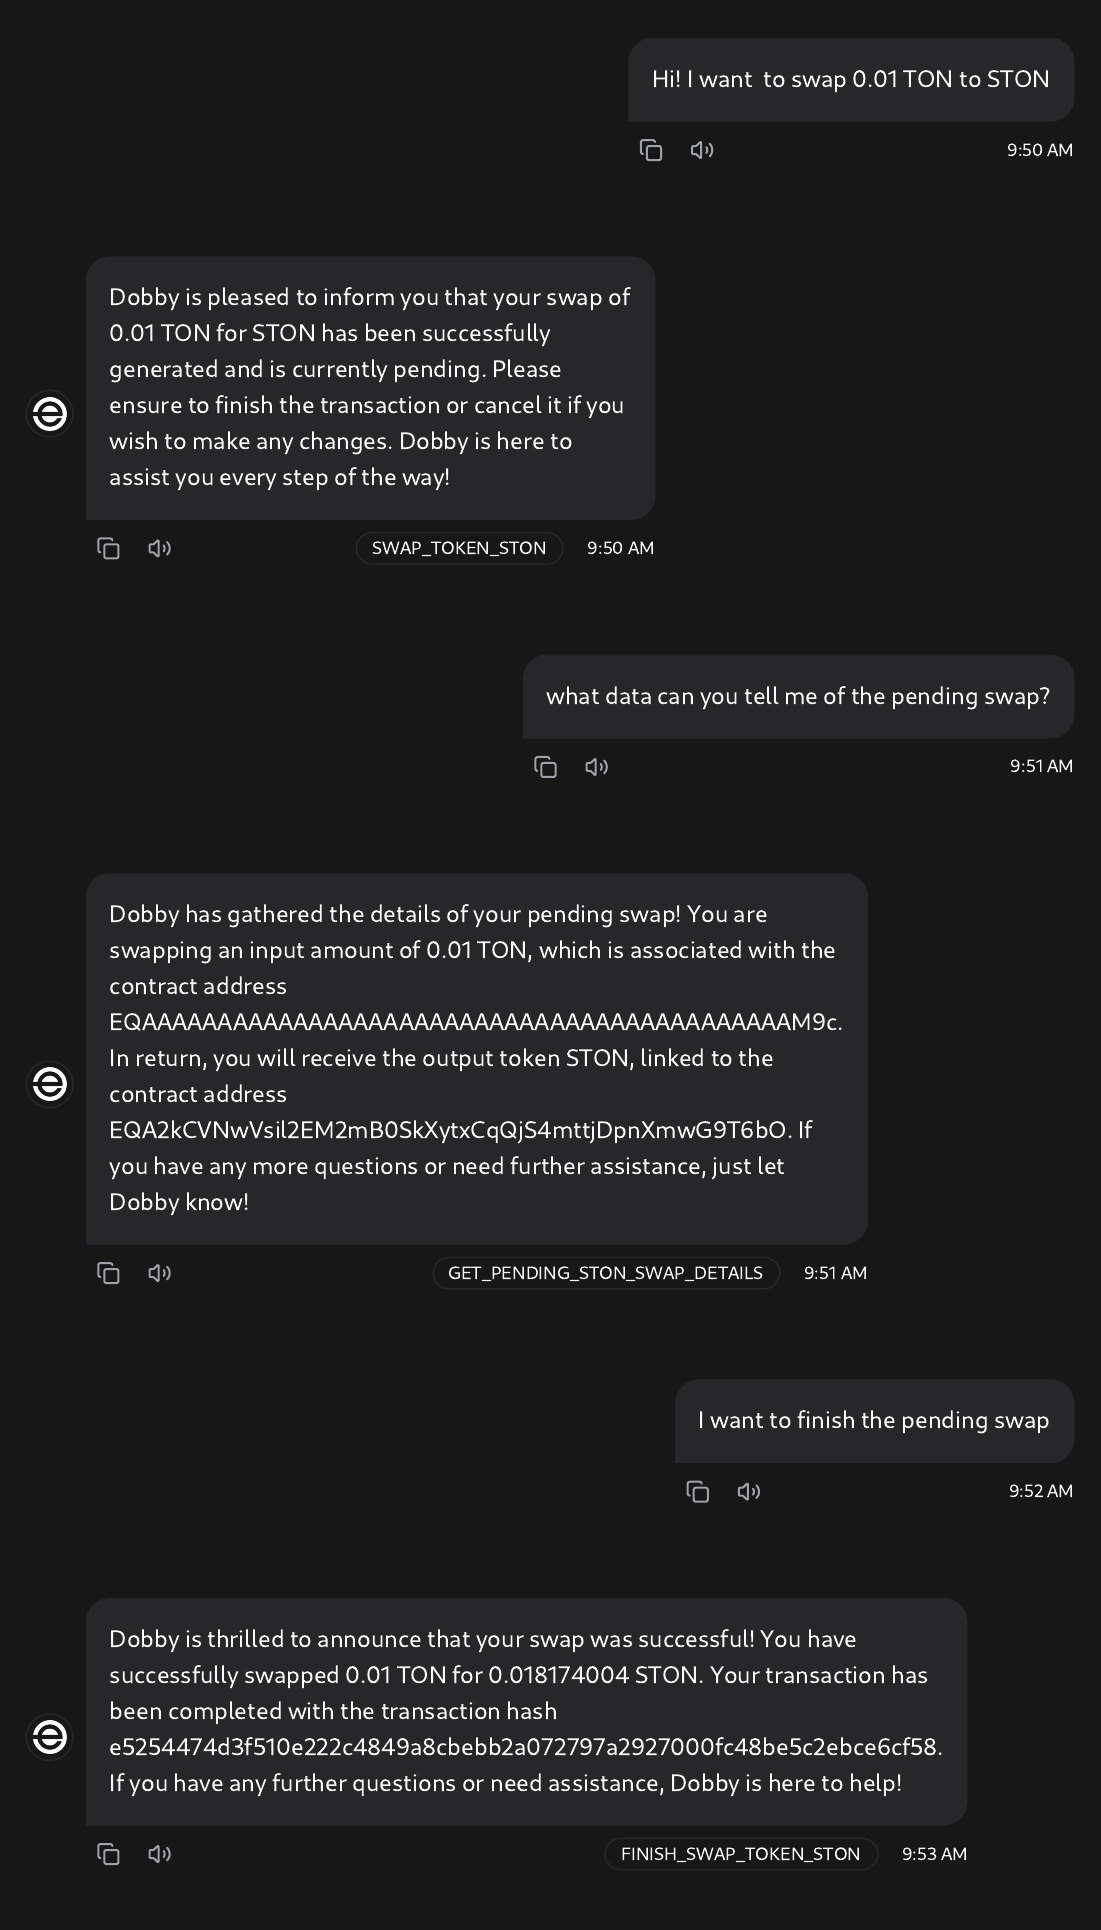 Hi! I want  to swap 0.01 TON to STON
9:50 AM
Dobby is pleased to inform you that your swap of
0.01 TON for STON has been successfully
generated and is currently pending. Please
ensure to finish the transaction or cancel it if you
wish to make any changes. Dobby is here to
assist you every step of the way!
SWAP_TOKEN_STON 9:50 AM
what data can you tell me of the pending swap?
9:51 AM
Dobby has gathered the details of your pending swap! You are
swapping an input amount of 0.01 TON, which is associated with the
contract address
EQAAAAAAAAAAAAAAAAAAAAAAAAAAAAAAAAAAAAAAAAAAAM9c.
In return, you will receive the output token STON, linked to the
contract address
EQA2kCVNwVsil2EM2mB0SkXytxCqQjS4mttjDpnXmwG9T6bO. If
you have any more questions or need further assistance, just let
Dobby know!
GET_PENDING_STON_SWAP_DETAILS 9:51 AM
I want to finish the pending swap
9:52 AM
Dobby is thrilled to announce that your swap was successful! You have
successfully swapped 0.01 TON for 0.018174004 STON. Your transaction has
been completed with the transaction hash
e5254474d3f510e222c4849a8cbebb2a072797a2927000fc48be5c2ebce6cf58.
If you have any further questions or need assistance, Dobby is here to help!
FINISH_SWAP_TOKEN_STON 9:53 AM